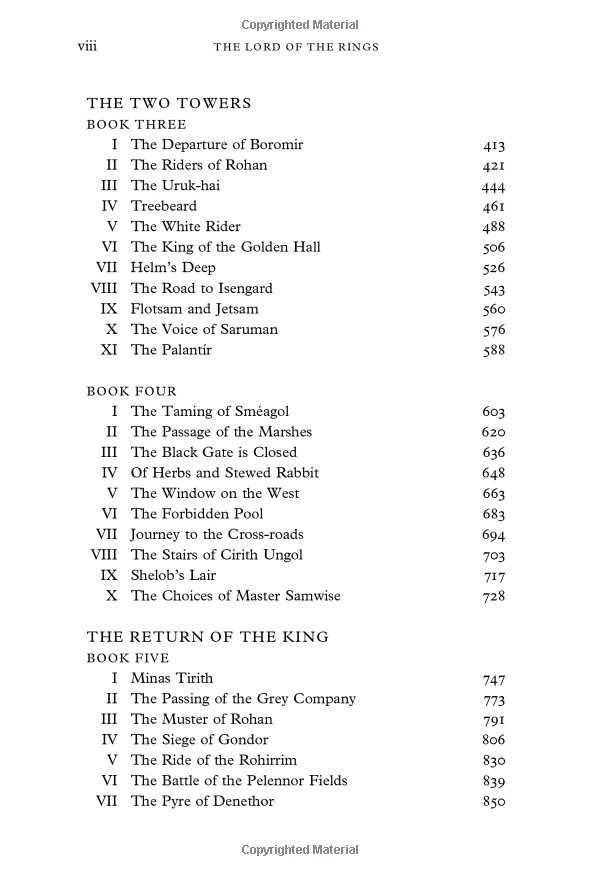 Copyrighted Material
viii THE LORD OF THE RINGS
THE TWO TOWERS
BOOK THREE
I The Departure of Boromir 413
II The Riders of Rohan 421
III The Uruk-hai 444
IV Treebeard 461
V The White Rider 488
VI The King of the Golden Hall 506
VII Helm’s Deep 526
VIII The Road to Isengard 543
IX Flotsam and Jetsam 560
X The Voice of Saruman 576
XI The Palantír 588
BOOK FOUR
I The Taming of Sméagol 603
II The Passage of the Marshes 620
III The Black Gate is Closed 636
IV Of Herbs and Stewed Rabbit 648
V The Window on the West 663
VI The Forbidden Pool 683
VII Journey to the Cross-roads 694
VIII The Stairs of Cirith Ungol 703
IX Shelob’s Lair 717
X The Choices of Master Samwise 728
THE RETURN OF THE KING
BOOK FIVE
I Minas Tirith 747
II The Passing of the Grey Company 773
III The Muster of Rohan 791
IV The Siege of Gondor 806
V The Ride of the Rohirrim 830
VI The Battle of the Pelennor Fields 839
VII The Pyre of Denethor 850
Copyrighted Material